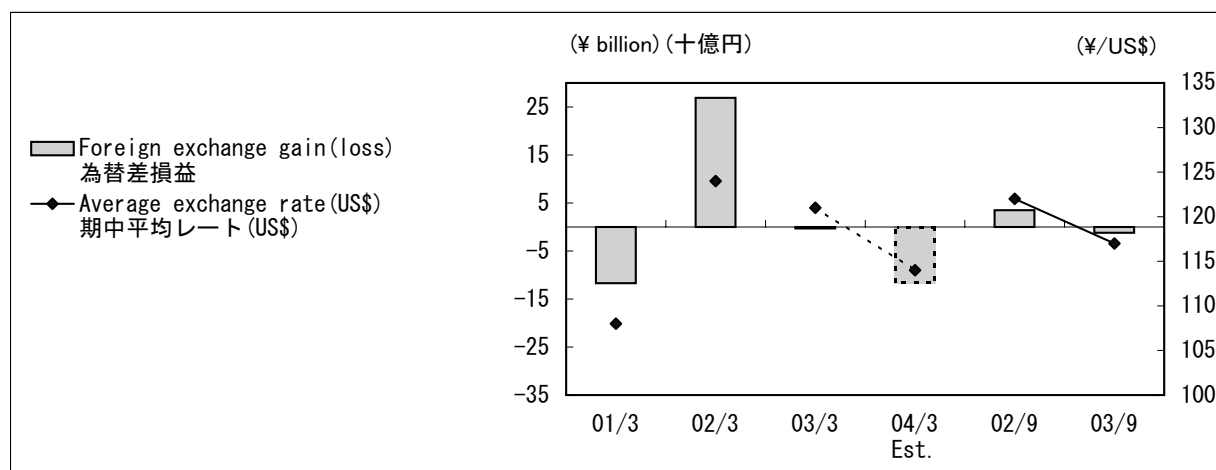 (¥ billion)(十億円)
(¥/US$)
Foreign exchange gain(loss)
為替差損益
Average exchange rate(US$)
期中平均レート(US$)
25
15
5
-5
-15
-25
-35
135
130
125
120
115
110
105
100
01/3 02/3 03/3 04/3 02/9 03/9
Est.